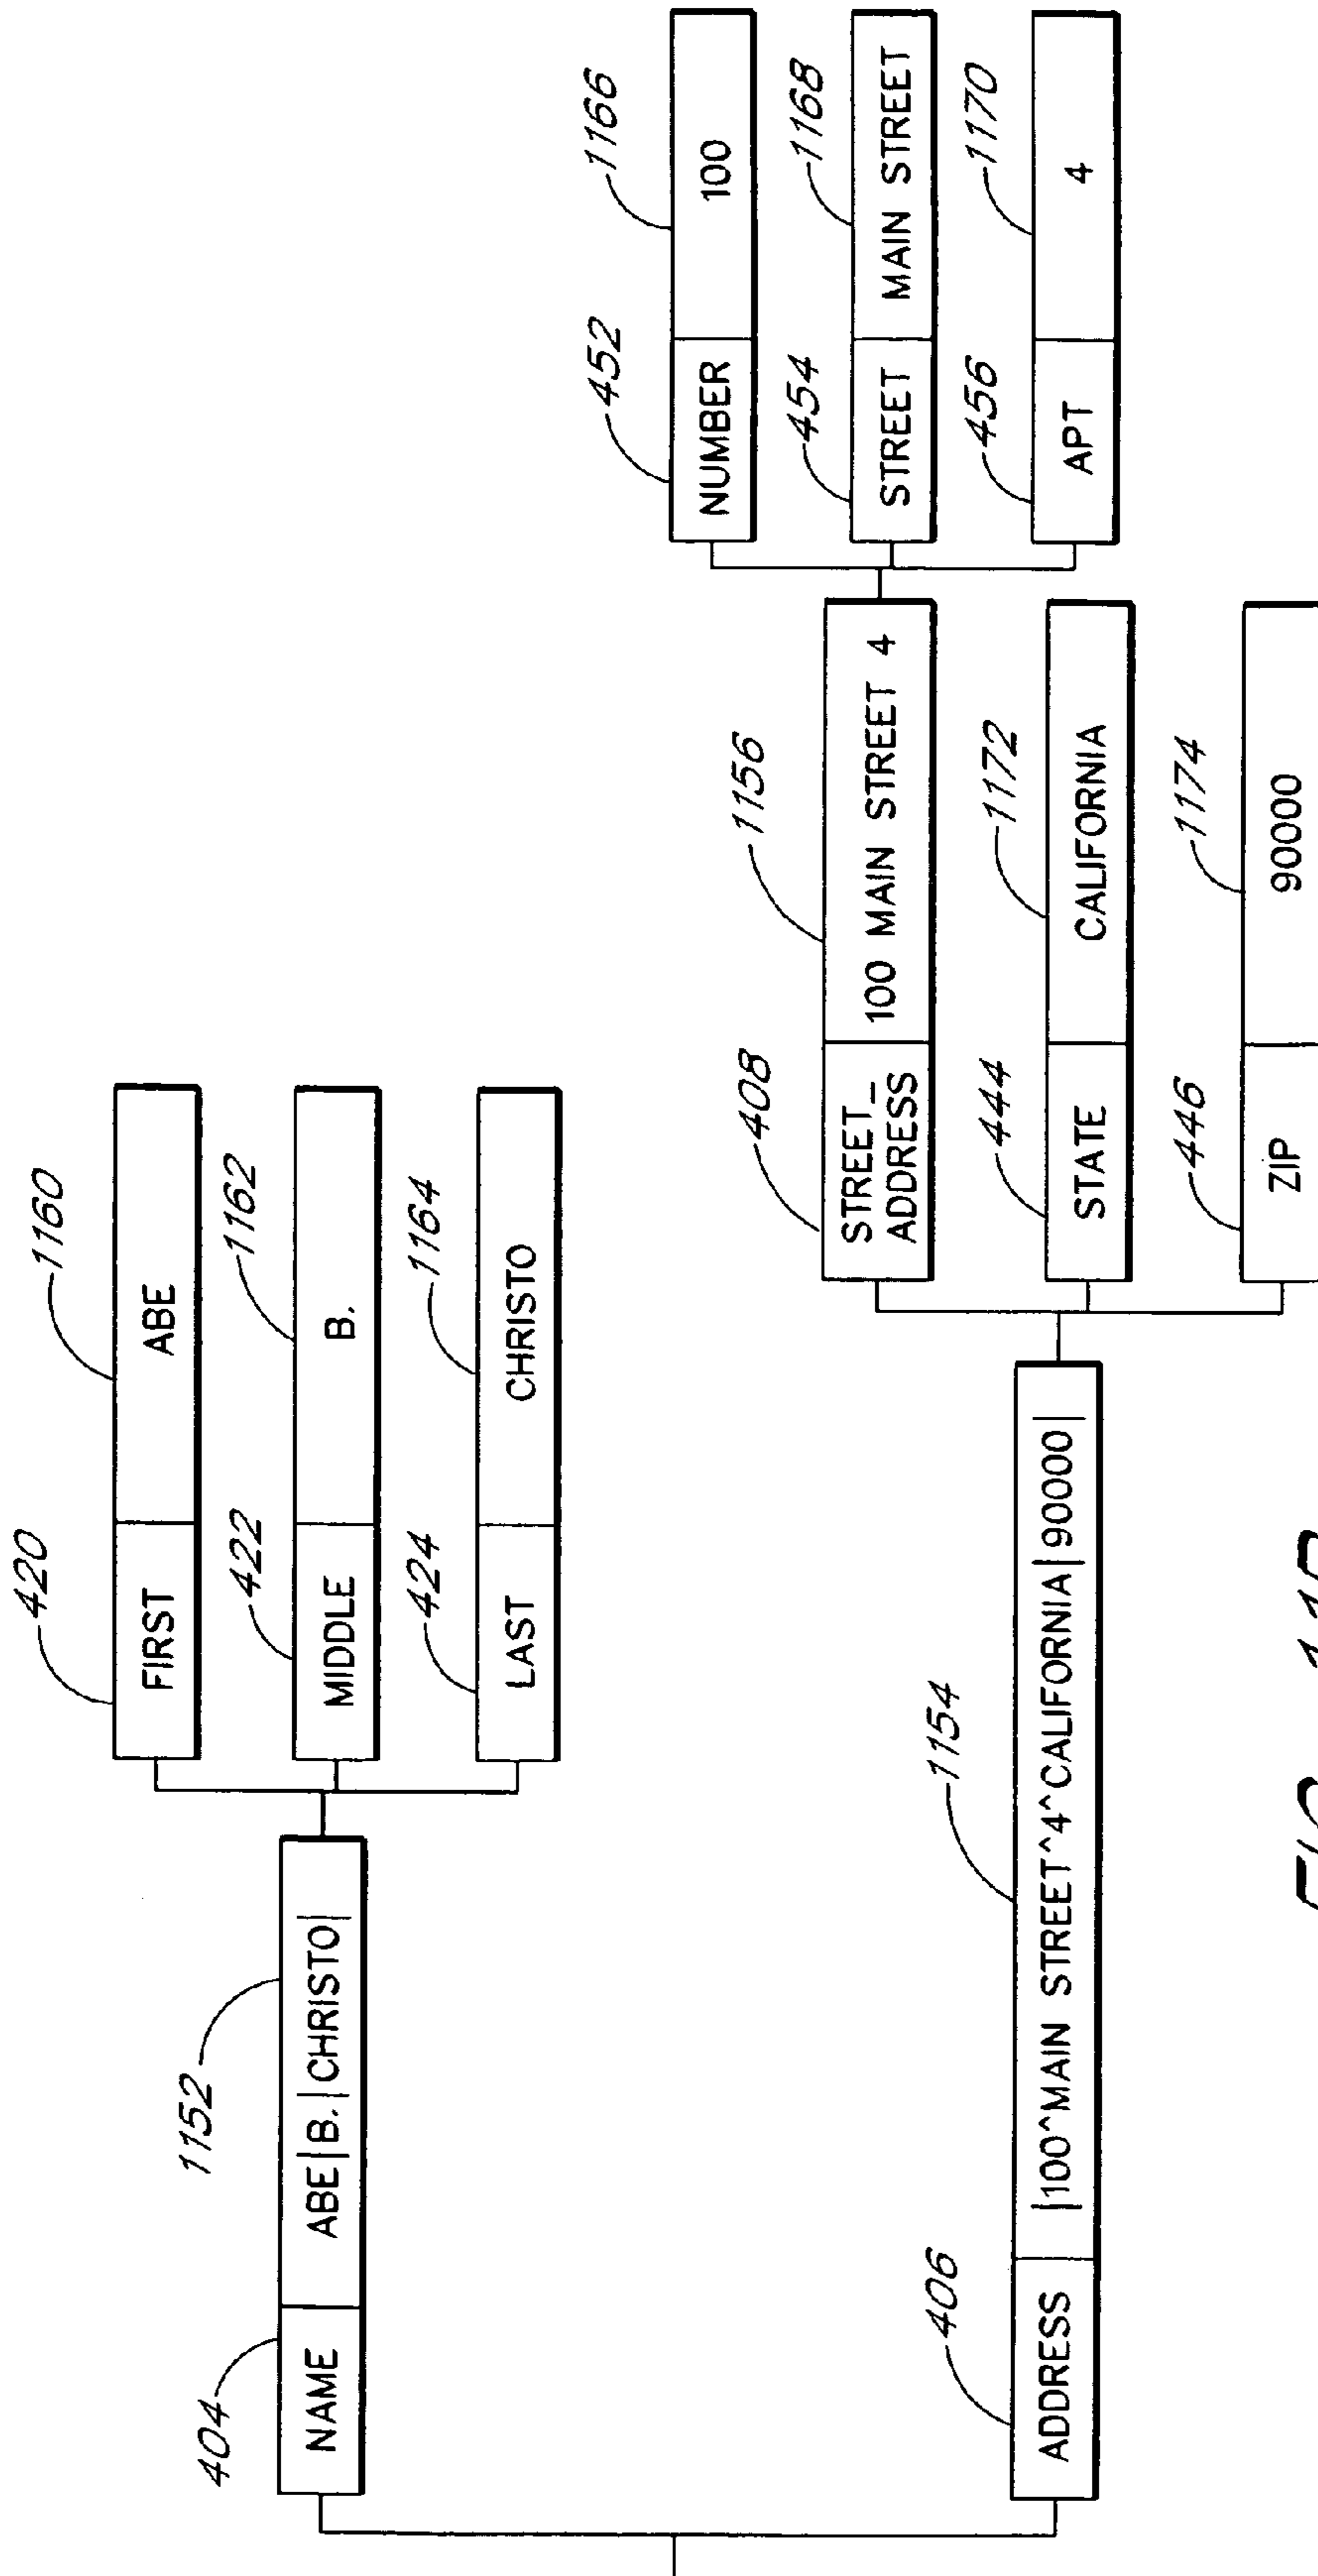 420
1160
FIRST ABE
422
1162
MIDDLE B.
424
1164
LAST CHRISTO
404
1152
NAME ABE|B.|CHRISTO|
452
1166
NUMBER 100
454
1168
STREET MAIN STREET
456
1170
APT 4
408
1156
STREET_
ADDRESS
100 MAIN STREET 4
444
1172
STATE CALIFORNIA
446
1174
ZIP 90000
406
1154
ADDRESS |100^MAIN STREET^4^CALIFORNIA|90000|